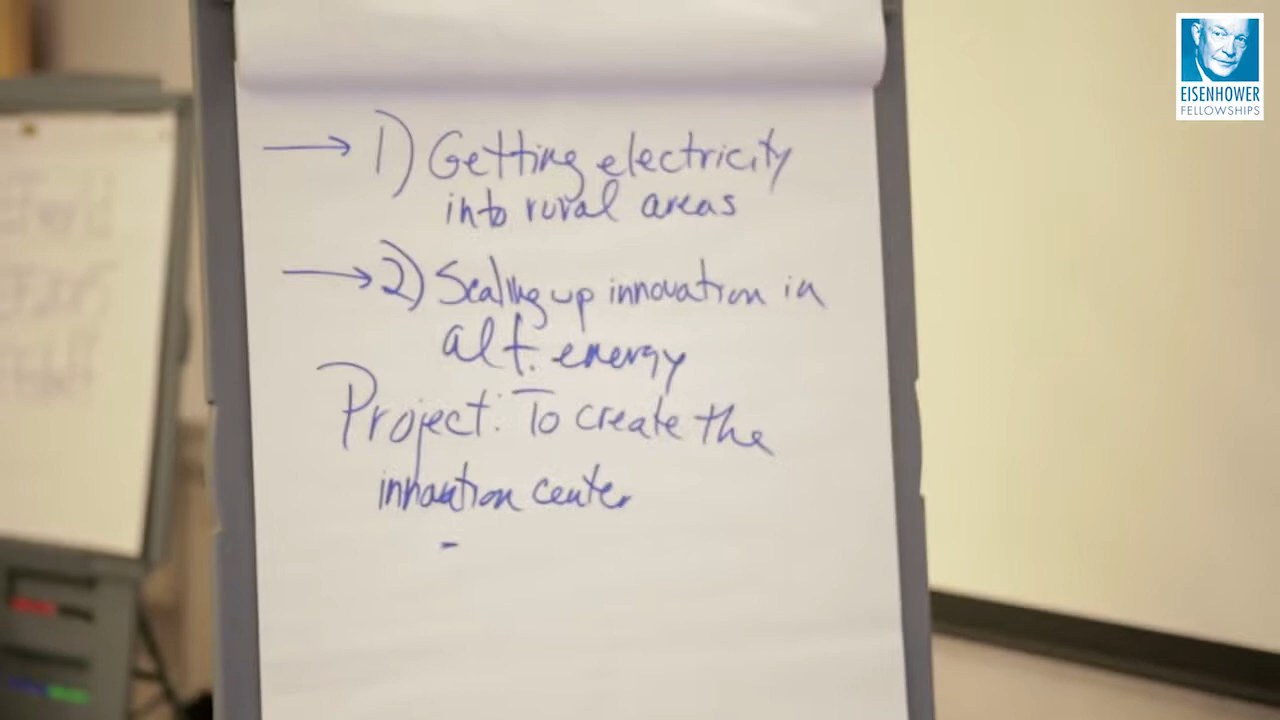 → 1) Getting electricity
into rural areas
→ 2) Scaling up innovation in
alt. energy
Project: To create the
innovation center
-
EISENHOWER
FELLOWSHIPS